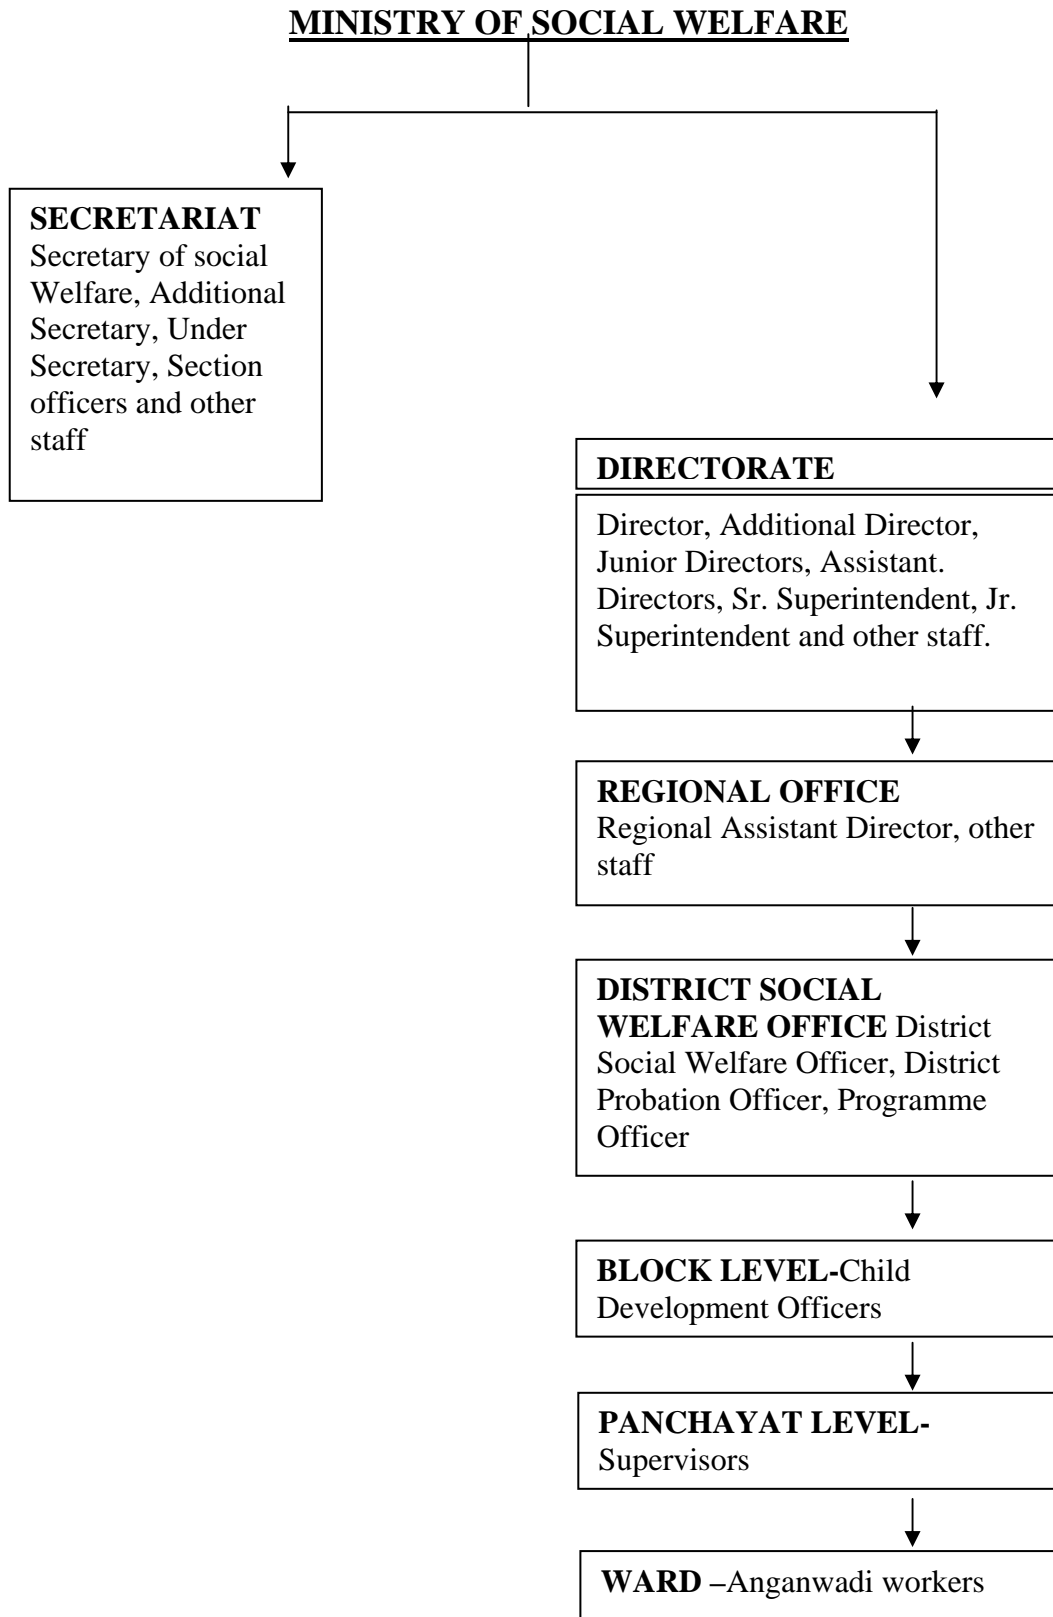 MINISTRY OF SOCIAL WELFARE
SECRETARIAT
Secretary of social
Welfare, Additional
Secretary, Under
Secretary, Section
officers and other
staff
DIRECTORATE
Director, Additional Director,
Junior Directors, Assistant.
Directors, Sr. Superintendent, Jr.
Superintendent and other staff.
REGIONAL OFFICE
Regional Assistant Director, other
staff
DISTRICT SOCIAL
WELFARE OFFICE District
Social Welfare Officer, District
Probation Officer, Programme
Officer
BLOCK LEVEL-Child
Development Officers
PANCHAYAT LEVEL-
Supervisors
WARD –Anganwadi workers